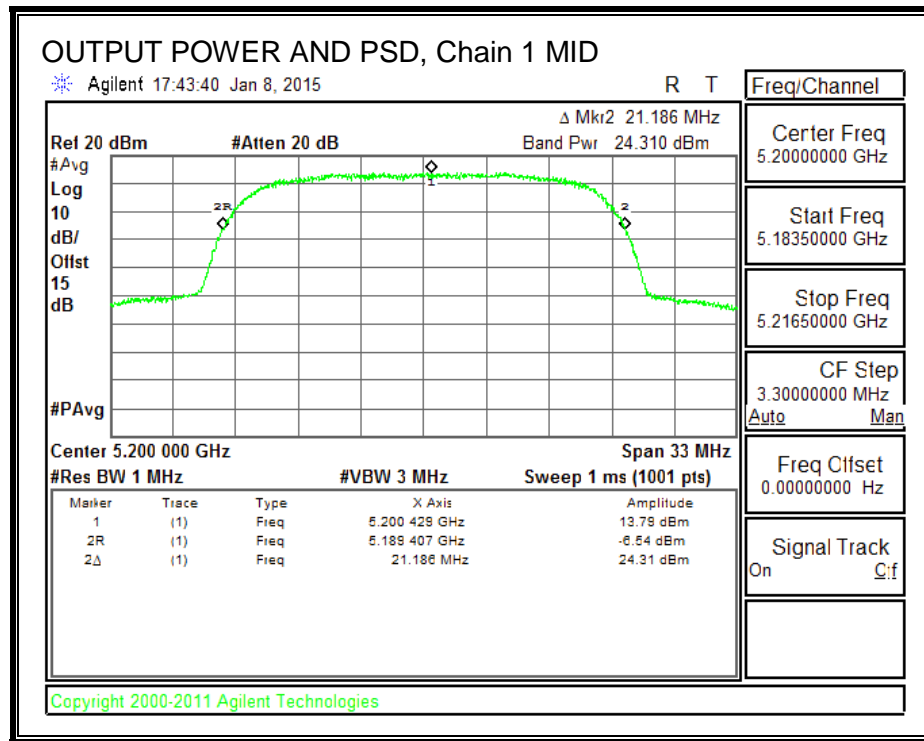 OUTPUT POWER AND PSD, Chain 1 MID
Agilent 17:43:40 Jan 8, 2015 R T
Freq/Channel
Δ Mkr2 21.186 MHz
Ref 20 dBm #Atten 20 dB Band Pwr 24.310 dBm
#Avg
Log
10
dB/
Offst
15
dB
#PAvg
1
2R
2
Center 5.200 000 GHz Span 33 MHz
#Res BW 1 MHz #VBW 3 MHz Sweep 1 ms (1001 pts)
Marker Trace Type X Axis Amplitude
1 (1) Freq 5.200 429 GHz 13.79 dBm
2R (1) Freq 5.189 407 GHz -6.54 dBm
2Δ (1) Freq 21.186 MHz 24.31 dBm
Center Freq
5.20000000 GHz
Start Freq
5.18350000 GHz
Stop Freq
5.21650000 GHz
CF Step
3.30000000 MHz
Auto Man
Freq Offset
0.00000000 Hz
Signal Track
On Off
Copyright 2000-2011 Agilent Technologies